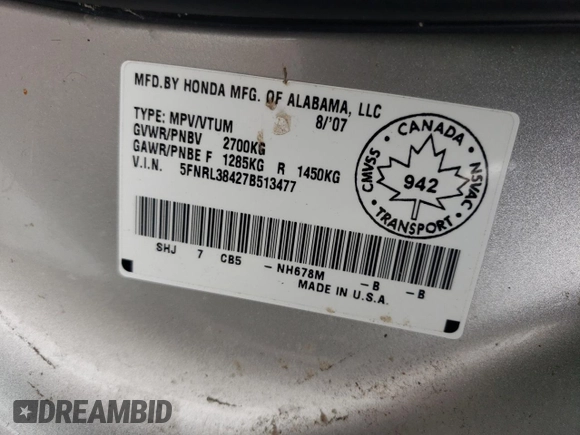 MFD.BY HONDA MFG. OF ALABAMA, LLC
8/'07
TYPE: MPV/VTUM
GVWR/PNBV 2700KG
GAWR/PNBE F 1285KG R 1450KG
V.I.N. 5FNRL38427B513477
CANADA
CMVSS
NSVAC
942
TRANSPORT
SHJ 7 CB5 - NH678M - B - B
MADE IN U.S.A.
DREAMBID